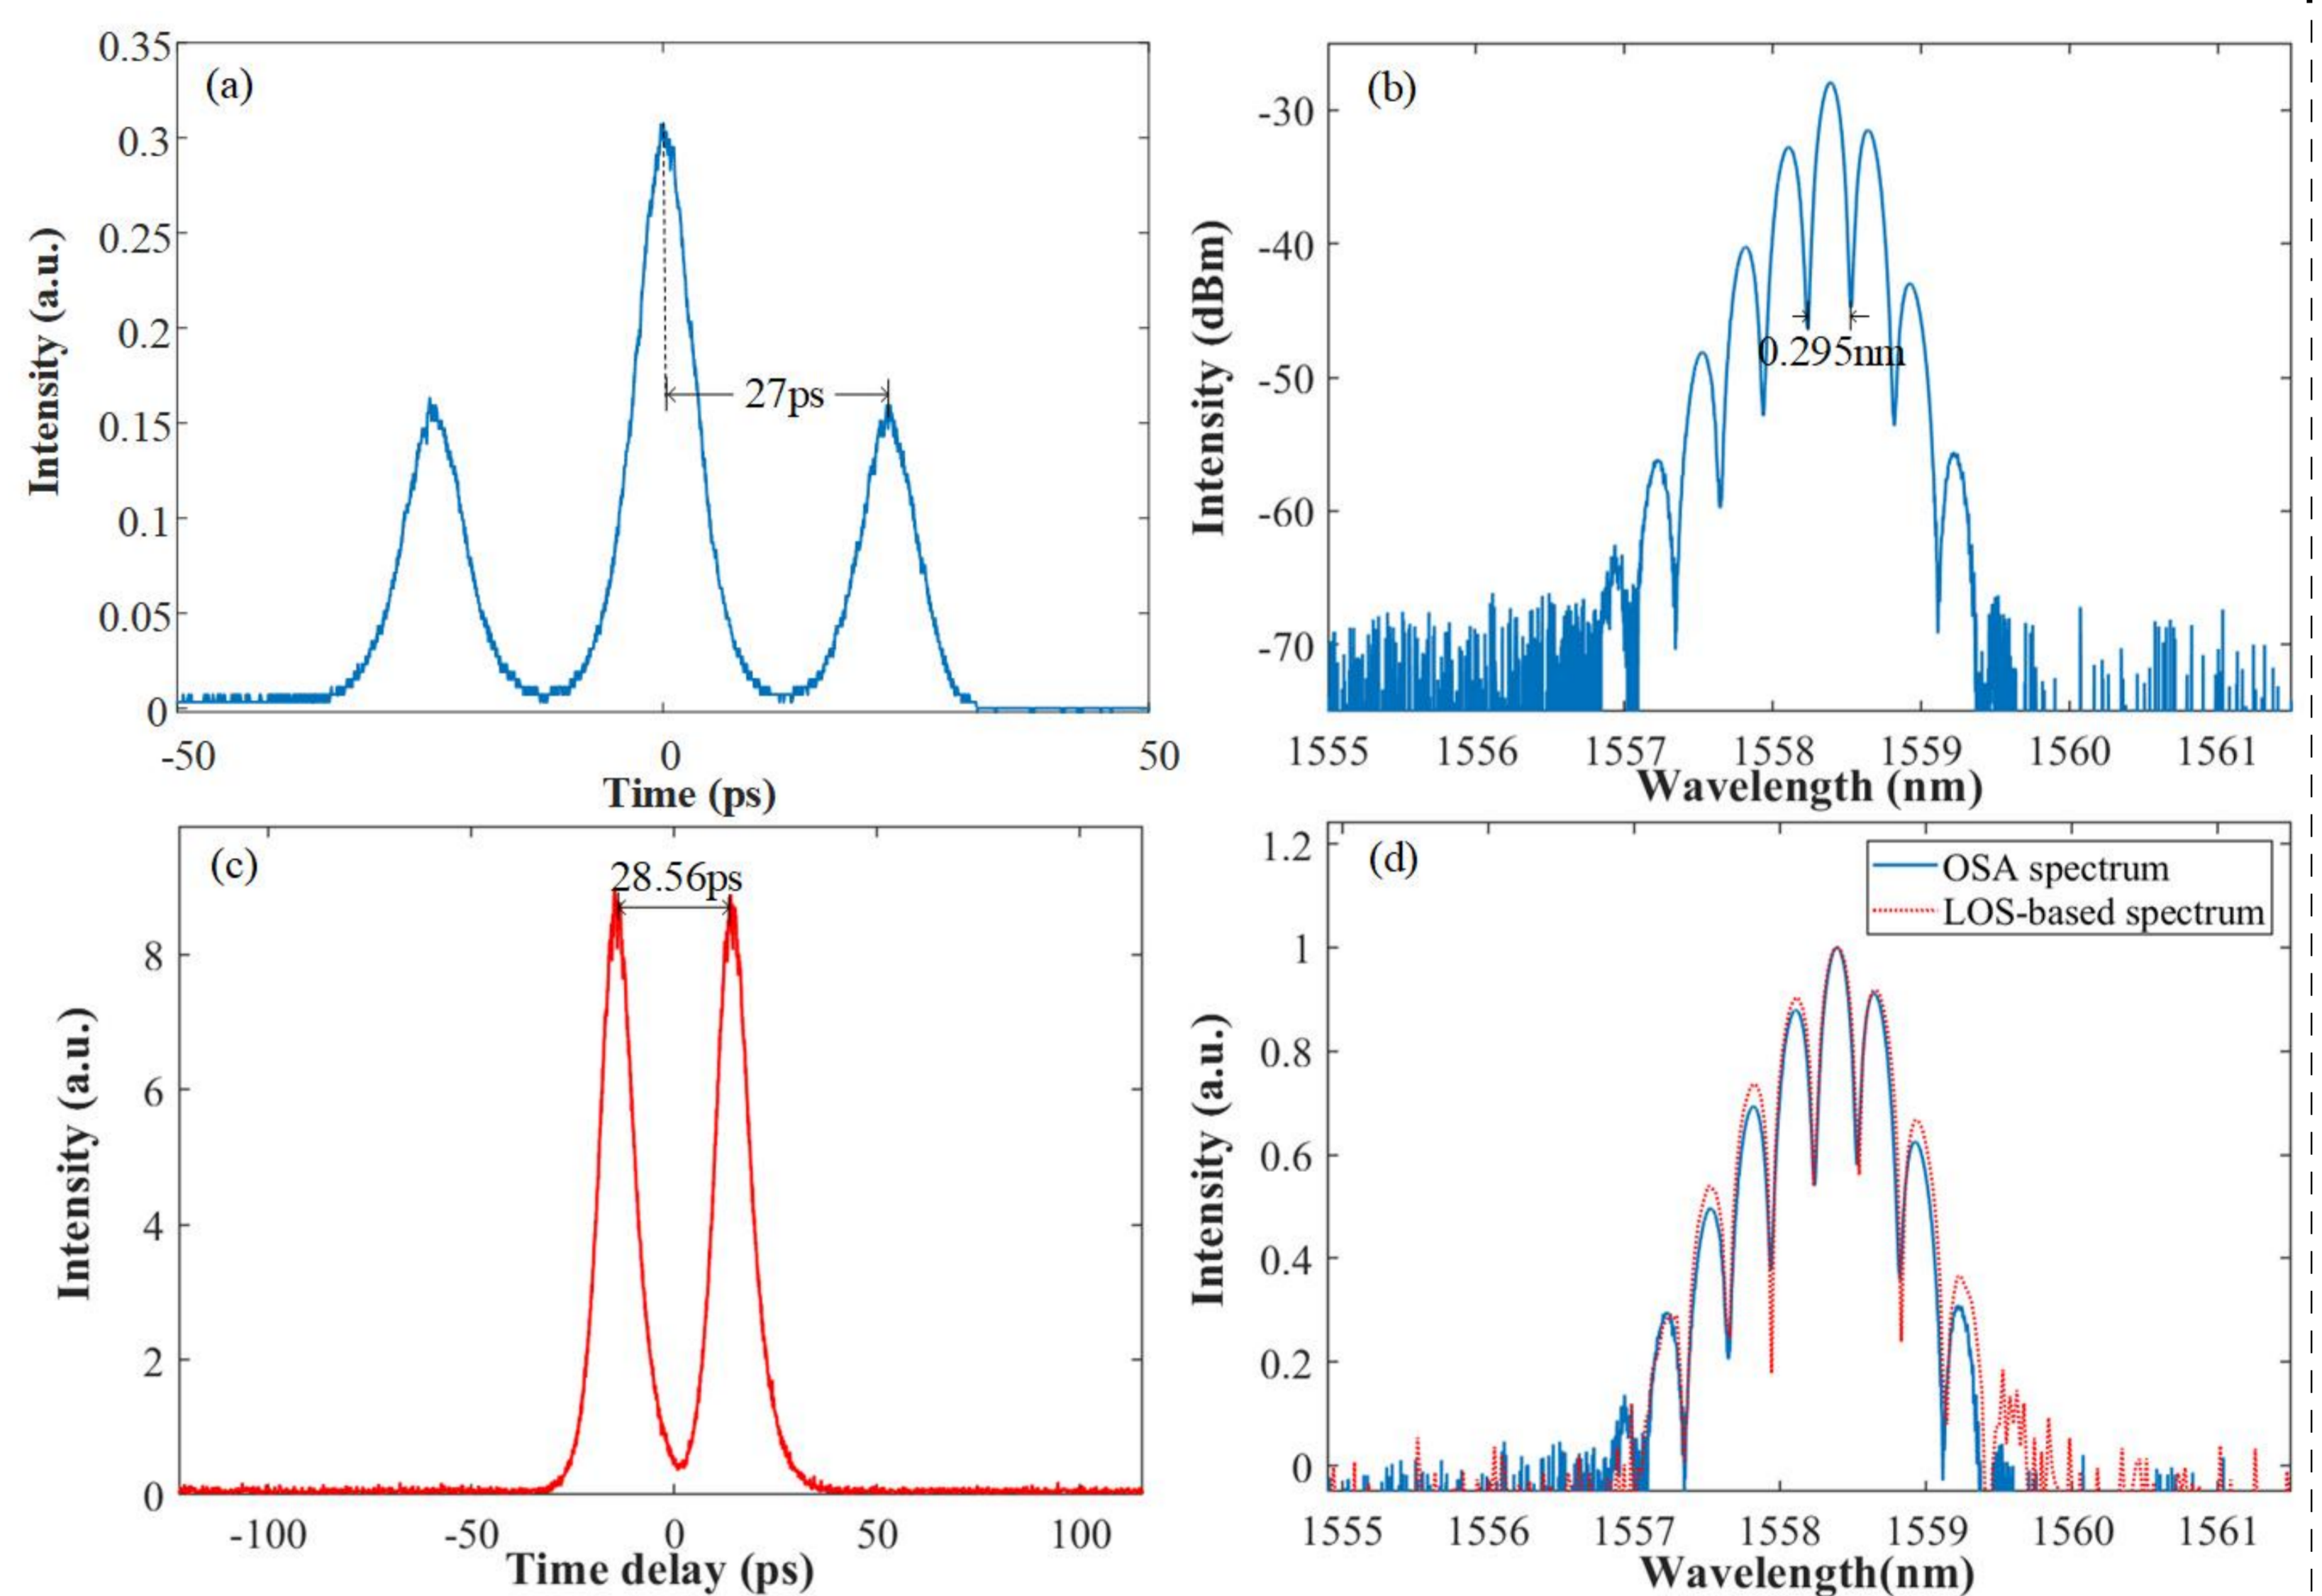 (a)
0.35
0.3
0.25
0.2
0.15
0.1
0.05
0
Intensity (a.u.)
27ps
-50
0
50
Time (ps)
(b)
-30
-40
-50
-60
-70
Intensity (dBm)
0.295nm
1555
1556
1557
1558
1559
1560
1561
Wavelength (nm)
(c)
28.56ps
8
6
4
2
0
Intensity (a.u.)
-100
-50
0
50
100
Time delay (ps)
(d)
OSA spectrum
LOS-based spectrum
1.2
1
0.8
0.6
0.4
0.2
0
Intensity (a.u.)
1555
1556
1557
1558
1559
1560
1561
Wavelength(nm)